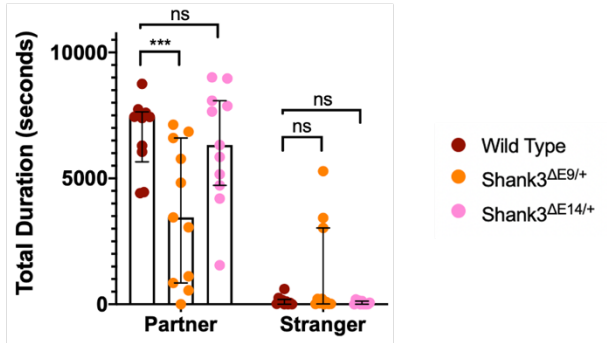 ns
***
ns
ns
Total Duration (seconds)
10000
5000
0
Partner
Stranger
Wild Type
Shank3ΔE9/+
Shank3ΔE14/+